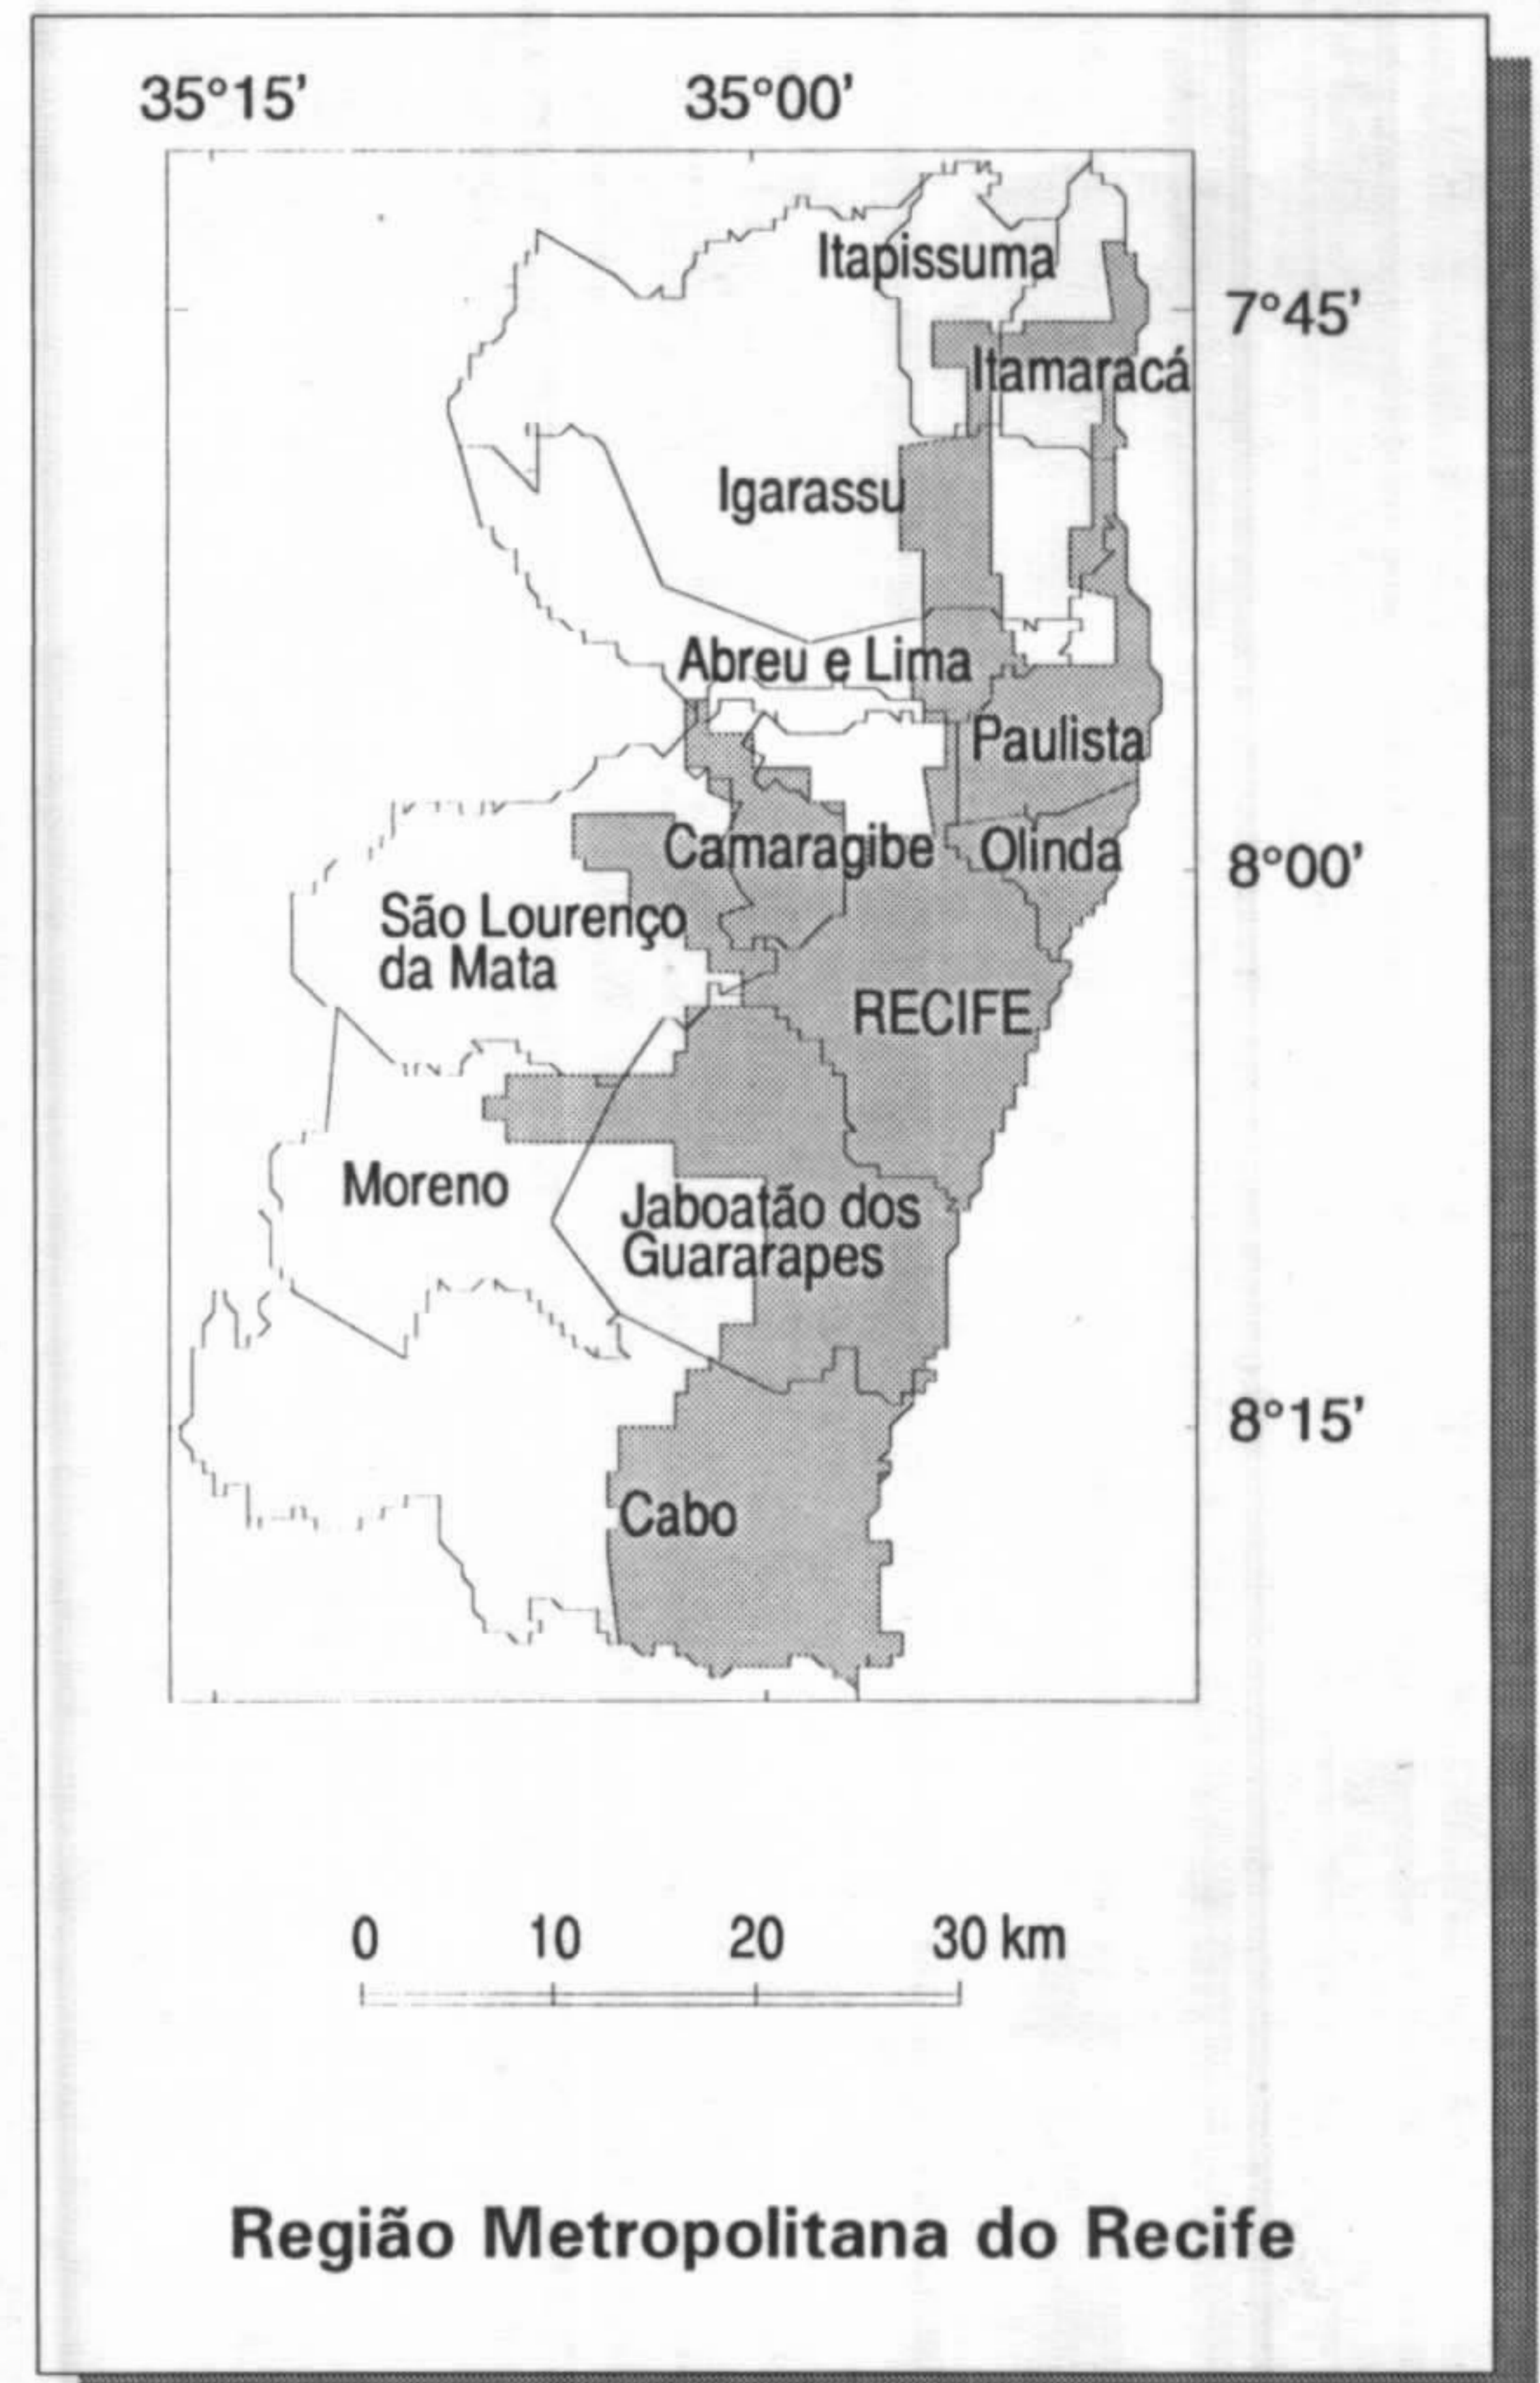 35°15’ 35°00’
Itapissuma
7°45’
Itamaracá
Igarassu
Abreu e Lima
Paulista
Camaragibe
Olinda
8°00’
São Lourenço
da Mata
RECIFE
Moreno
Jaboatão dos
Guararapes
8°15’
Cabo
0 10 20 30 km
Região Metropolitana do Recife